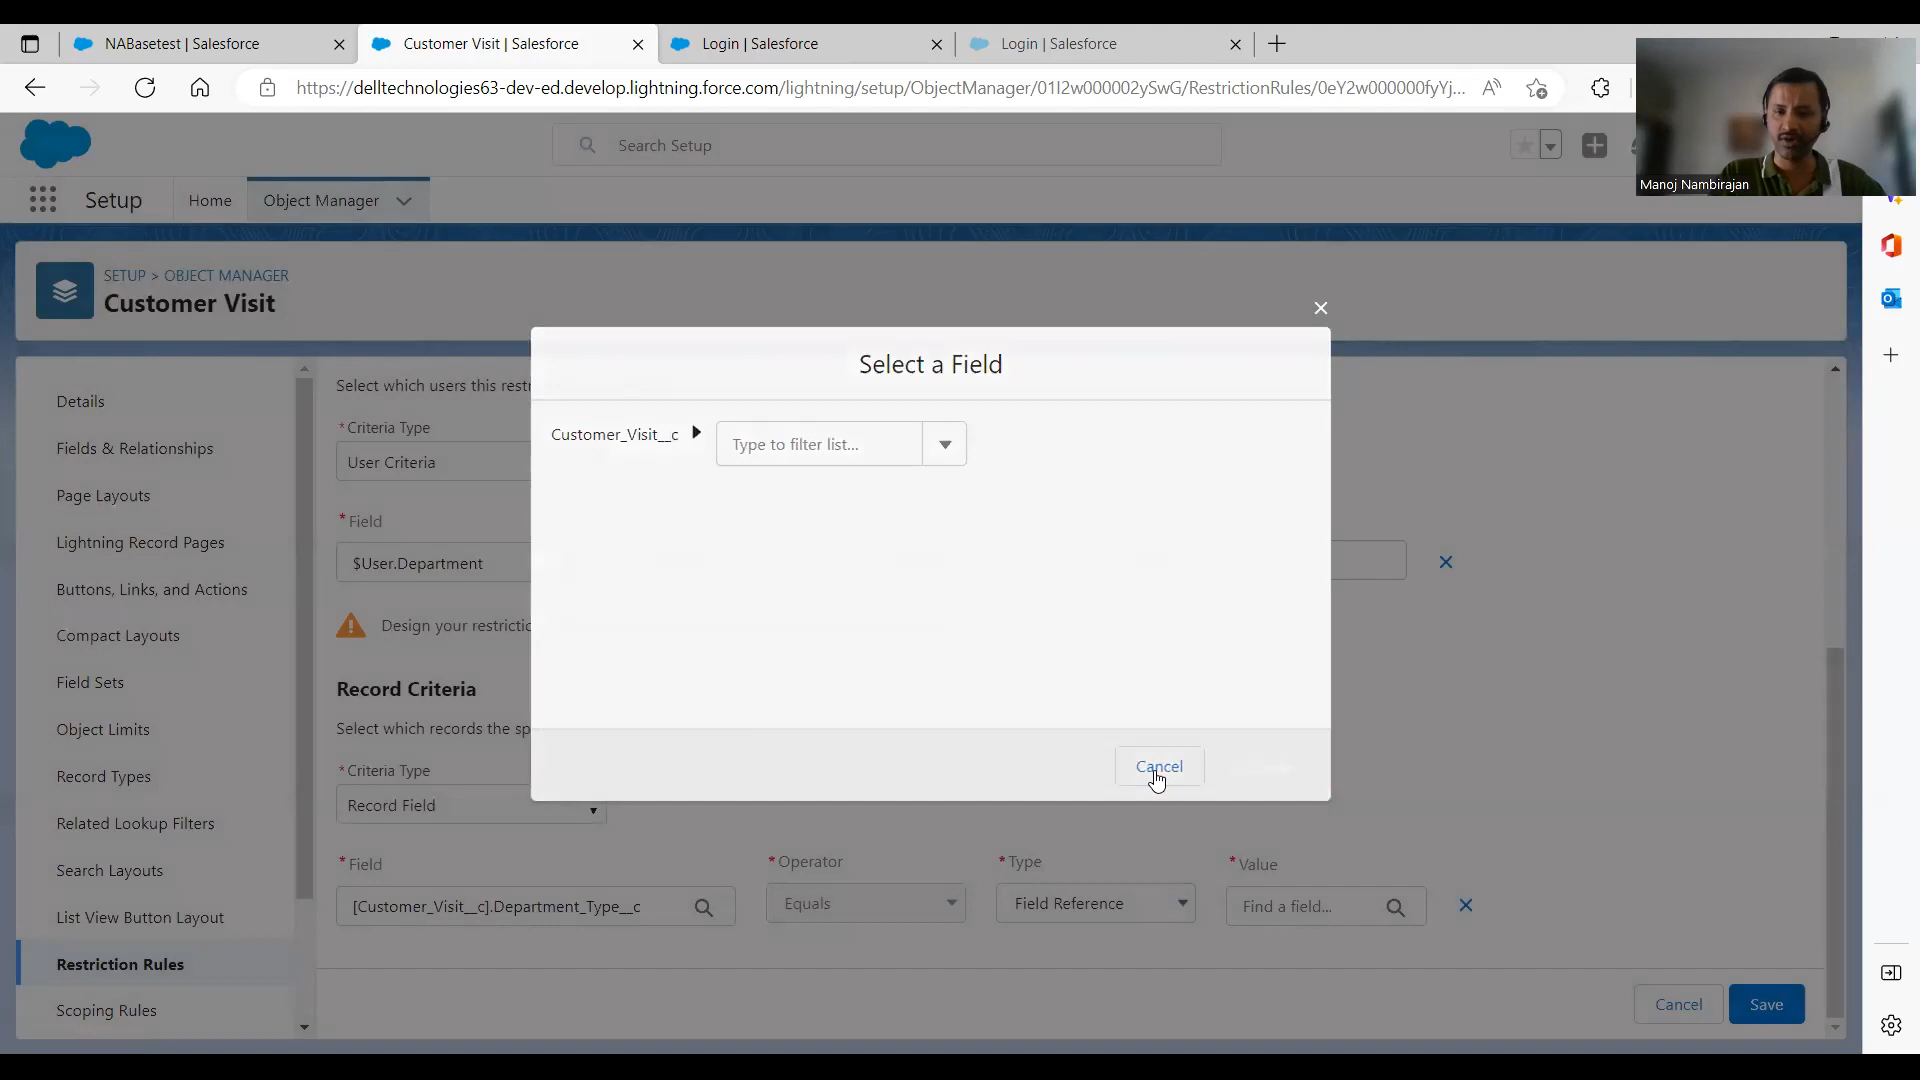 NABasetest | Salesforce
Customer Visit | Salesforce
Login | Salesforce
Login | Salesforce
https://delltechnologies63-dev-ed.develop.lightning.force.com/lightning/setup/ObjectManager/01I2w000002ySwG/RestrictionRules/0eY2w000000fyYj...
Manoj Nambirajan
Search Setup
Setup
Home
Object Manager
SETUP > OBJECT MANAGER
Customer Visit
Details
Fields & Relationships
Page Layouts
Lightning Record Pages
Buttons, Links, and Actions
Compact Layouts
Field Sets
Object Limits
Record Types
Related Lookup Filters
Search Layouts
List View Button Layout
Restriction Rules
Scoping Rules
Select which users this restr
*Criteria Type
User Criteria
*Field
$User.Department
Design your restrictio
Select a Field
Customer_Visit__c
Type to filter list...
Cancel
Record Criteria
Select which records the sp
*Criteria Type
Record Field
*Field
*Operator
*Type
*Value
[Customer_Visit__c].Department_Type__c
Equals
Field Reference
Find a field...
Cancel
Save